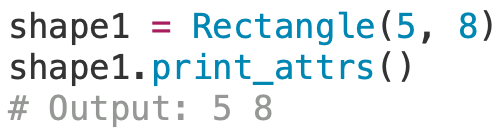 shape1 = Rectangle(5, 8)
shape1.print_attrs()
# Output: 5 8